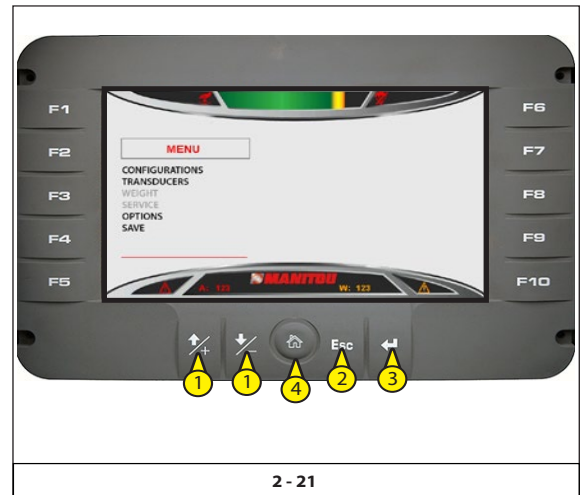 F1
F2
F3
F4
F5
F6
F7
F8
F9
F10
MENU
CONFIGURATIONS
TRANSDUCERS
WEIGHT
SERVICE
OPTIONS
SAVE
A: 123 MANITOU W: 123
+ - Esc
1 1 4 2 3
2 - 21